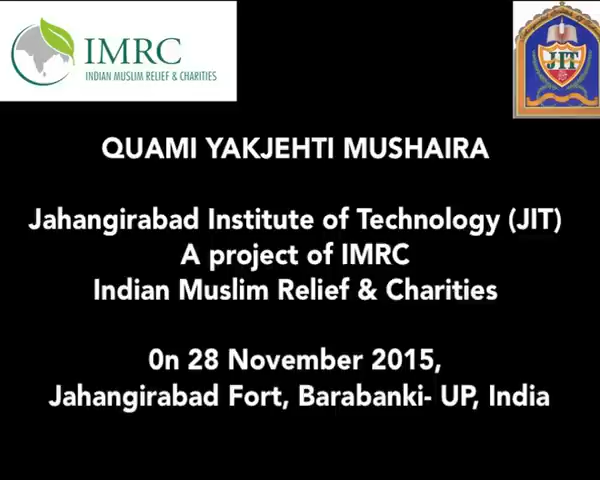 IMRC
INDIAN MUSLIM RELIEF & CHARITIES
JIT
QUAMI YAKJEHTI MUSHAIRA
Jahangirabad Institute of Technology (JIT)
A project of IMRC
Indian Muslim Relief & Charities
0n 28 November 2015,
Jahangirabad Fort, Barabanki- UP, India